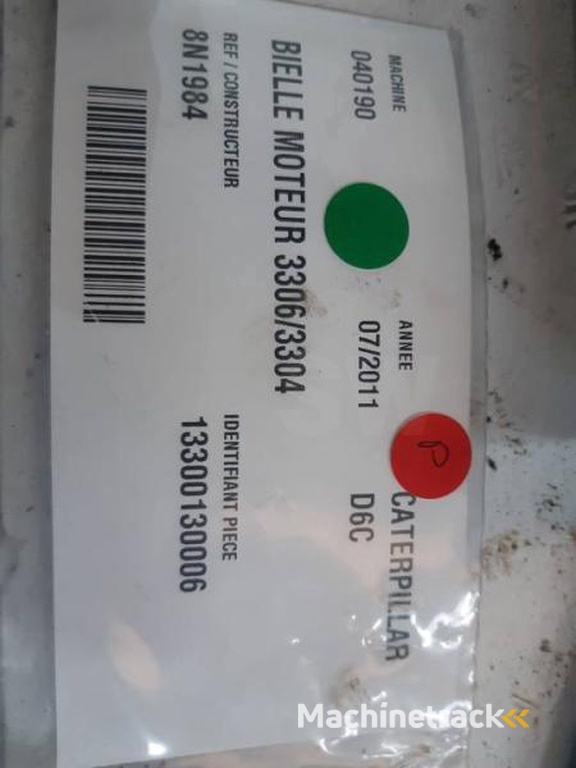 MACHINE
040190
ANNEE
07/2011
CATERPILLAR
D6C
P
BIELLE MOTEUR 3306/3304
REF / CONSTRUCTEUR
8N1984
IDENTIFIANT PIECE
13300130006
Machinetrack